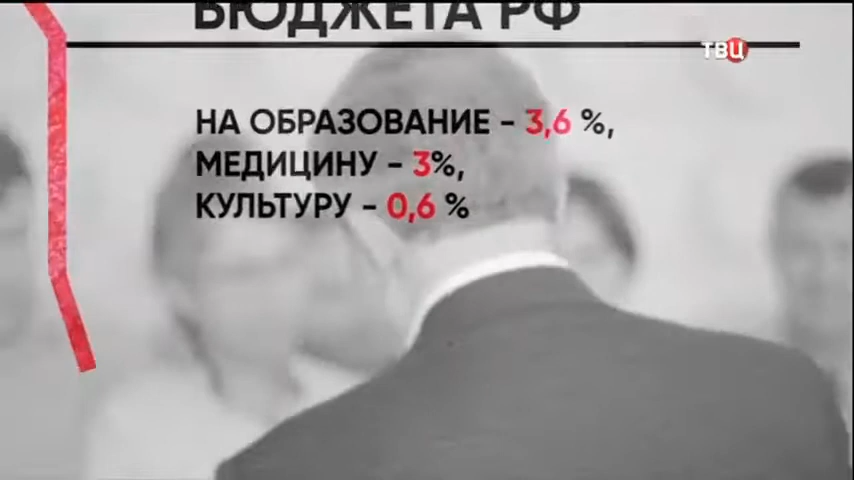 БЮДЖЕТА РФ
ТВЦ
НА ОБРАЗОВАНИЕ – 3,6 %,
МЕДИЦИНУ – 3%,
КУЛЬТУРУ – 0,6 %